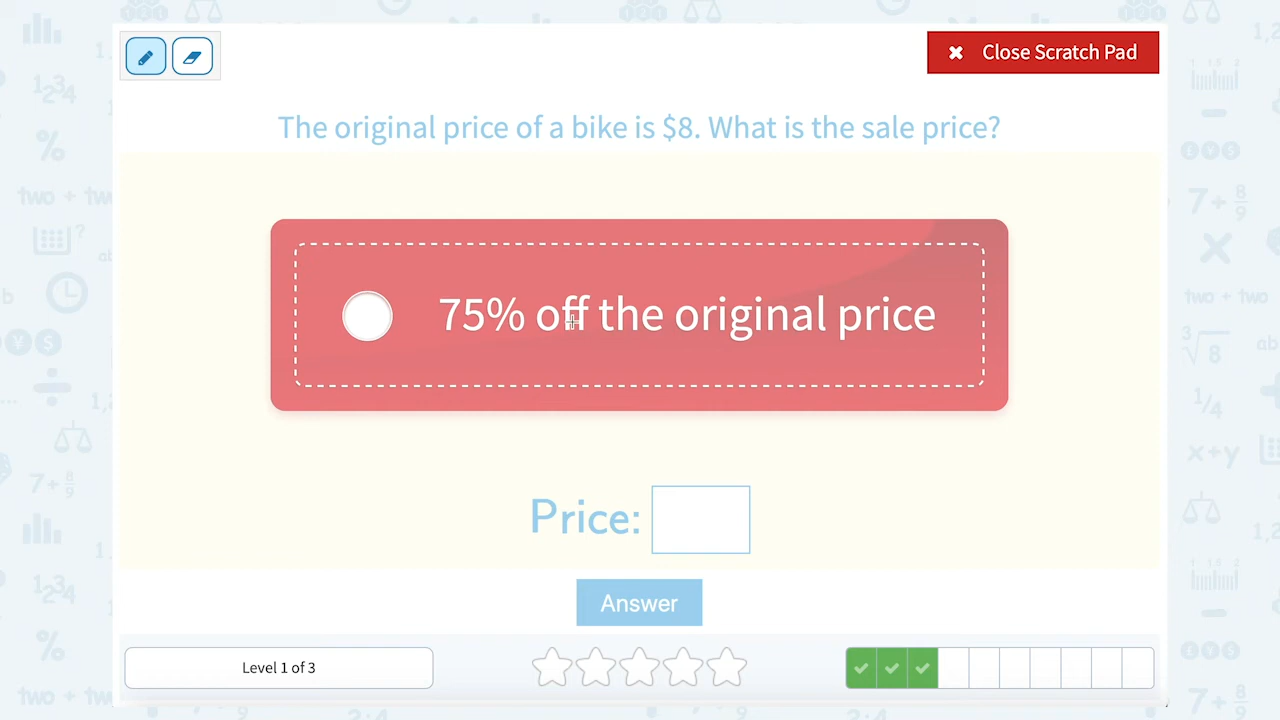 Close Scratch Pad
The original price of a bike is $8. What is the sale price?
75% off the original price
Price:
Answer
Level 1 of 3